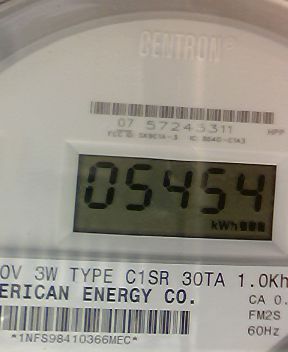 CENTRON®
07 57243311
HPP
05454
kWh
0V 3W TYPE C1SR 30TA 1.0Kh
ERICAN ENERGY CO.
CA 0.
FM2S
60Hz
*1NFS98410366MEC*